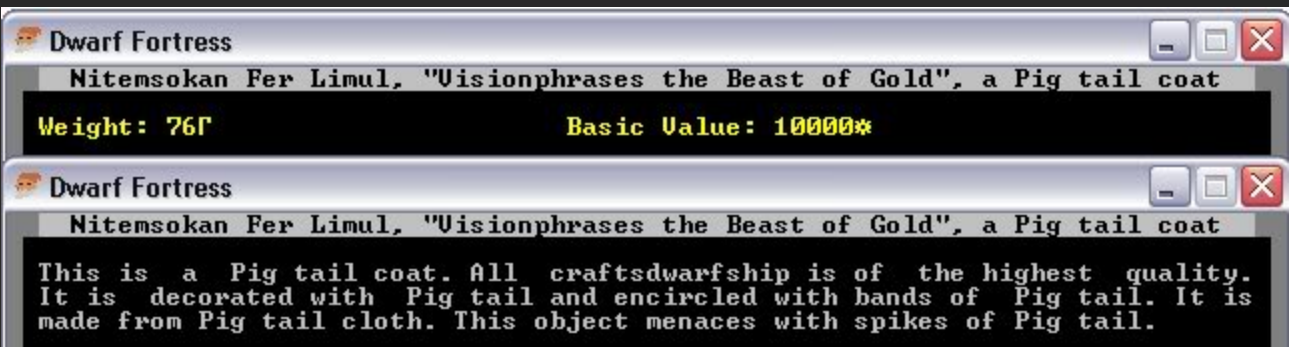 Dwarf Fortress
Nitemsokan Fer Limul, "Visionphrases the Beast of Gold", a Pig tail coat
Weight: 76Γ Basic Value: 10000☼
Dwarf Fortress
Nitemsokan Fer Limul, "Visionphrases the Beast of Gold", a Pig tail coat
This is a Pig tail coat. All craftsdwarfship is of the highest quality.
It is decorated with Pig tail and encircled with bands of Pig tail. It is
made from Pig tail cloth. This object menaces with spikes of Pig tail.